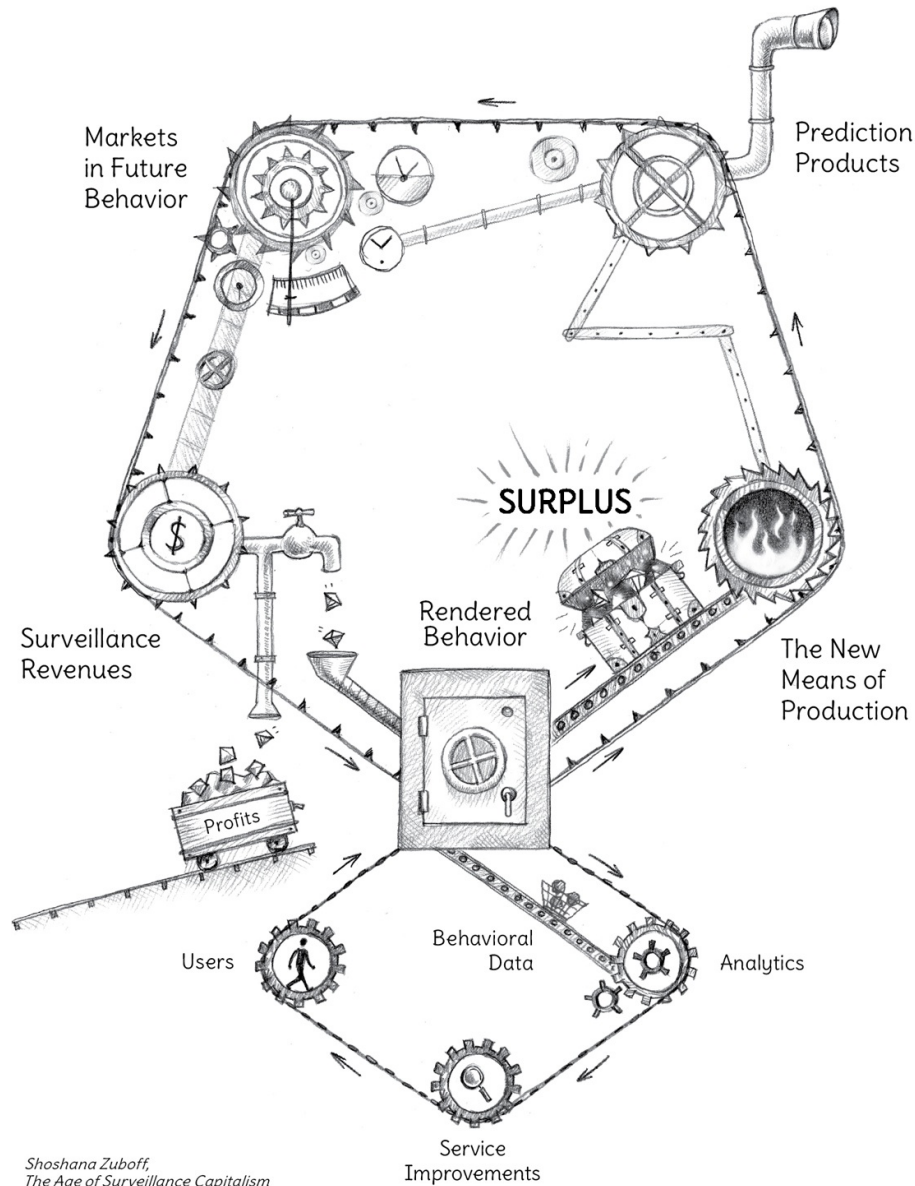 Markets
in Future
Behavior
Prediction
Products
SURPLUS
$
Rendered
Behavior
Surveillance
Revenues
The New
Means of
Production
Profits
Behavioral
Data
Users
Analytics
Service
Improvements
Shoshana Zuboff,
The Age of Surveillance Capitalism